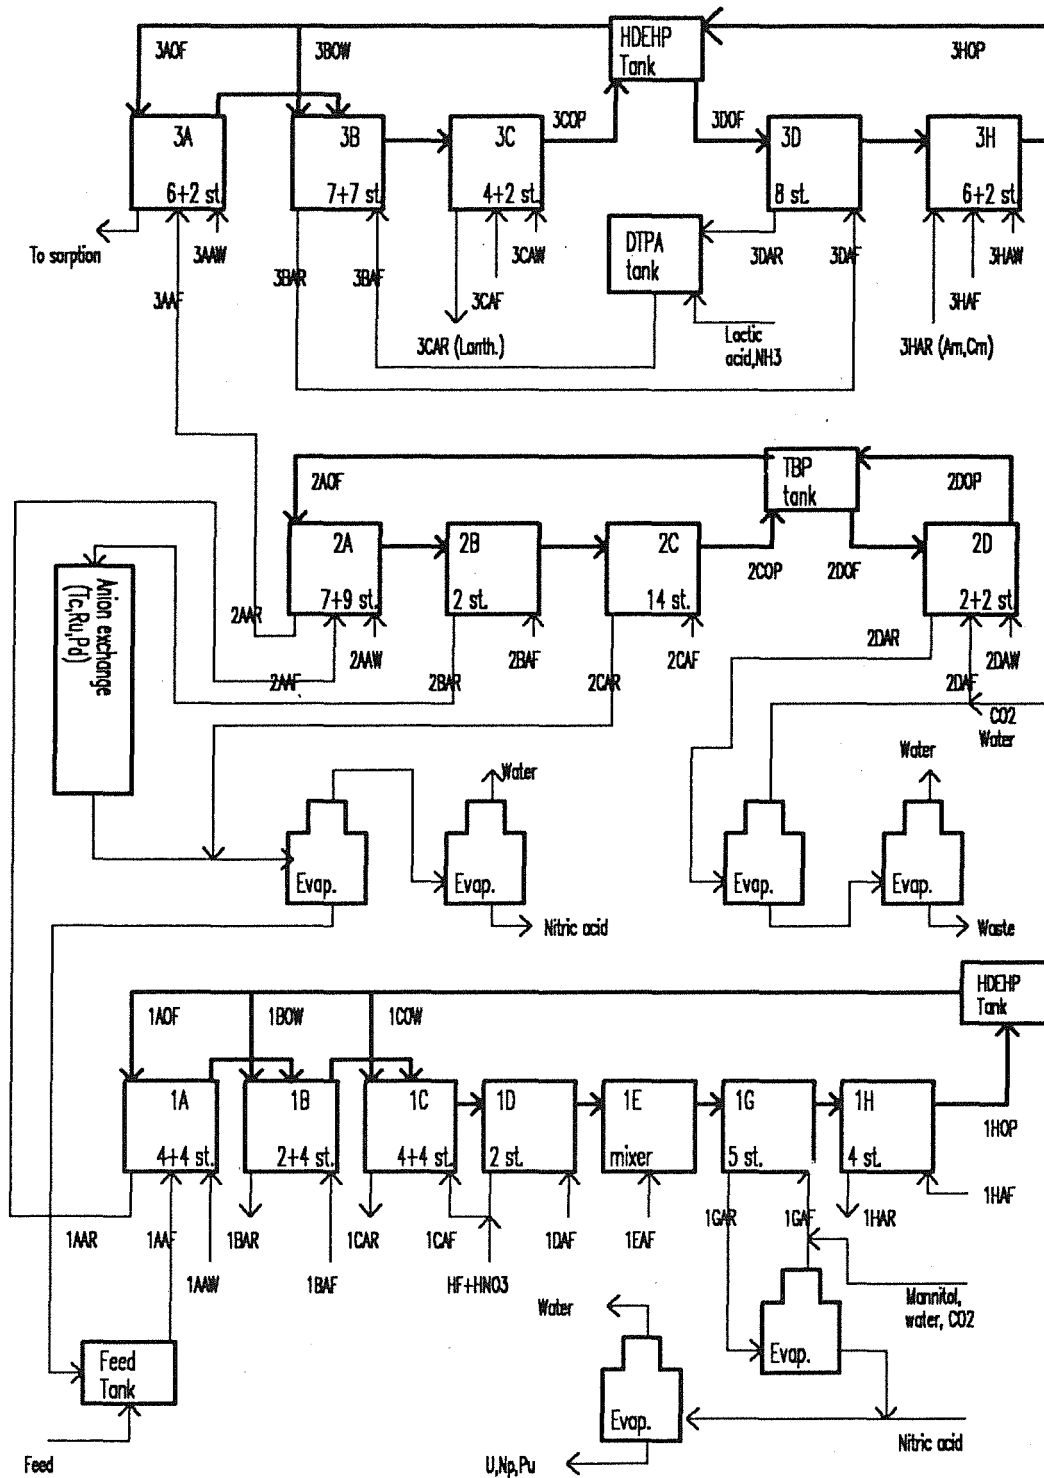 3AOF
3BOW
HDEHP
Tank
3HOP
3A
6+2 st.
3B
7+7 st.
3C
4+2 st.
3COP
3DOF
3D
8 st.
3H
6+2 st.
To sorption
3AAW
3AAF
3BAR
3BAF
3CAW
3CAF
3CAR (Lanth.)
DTPA
tank
3DAR
3DAF
Lactic
acid,NH3
3HAW
3HAF
3HAR (Am,Cm)
2AOF
TBP
tank
2DOP
2A
7+9 st.
2B
2 st.
2C
14 st.
2COP
2DOF
2D
2+2 st.
Anion exchange
(Tc,Ru,Pd)
2AAR
2AAF
2AAW
2BAR
2BAF
2CAR
2CAF
2DAR
2DAW
2DAF
CO2
Water
Water
Water
Evap.
Evap.
Evap.
Evap.
Nitric acid
Waste
HDEHP
Tank
1AOF
1BOW
1COW
1A
4+4 st.
1B
2+4 st.
1C
4+4 st.
1D
2 st.
1E
mixer
1G
5 st.
1H
4 st.
1HOP
1AAR
1AAF
1AAW
1BAR
1BAF
1CAR
1CAF
HF+HNO3
1DAF
1EAF
1GAR
1GAF
1HAR
1HAF
Mannitol,
water, CO2
Water
Feed
Tank
Evap.
Evap.
Nitric acid
Feed
U,Np,Pu